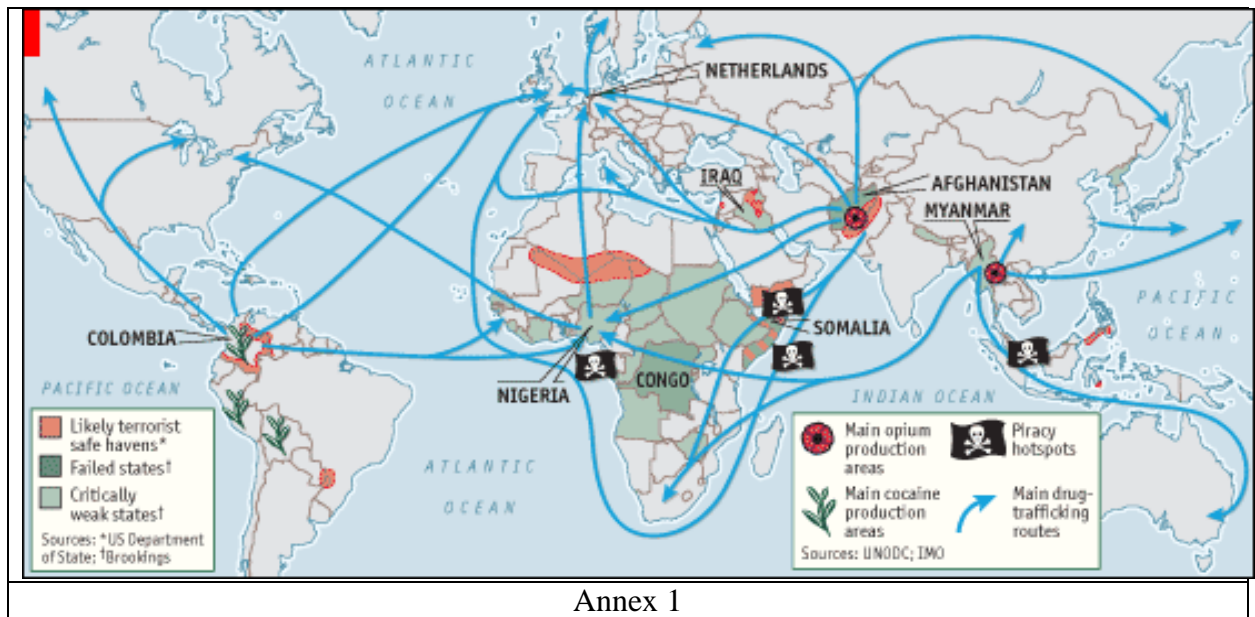 ATLANTIC
OCEAN
NETHERLANDS
IRAQ
AFGHANISTAN
MYANMAR
PACIFIC
OCEAN
COLOMBIA
SOMALIA
NIGERIA
CONGO
PACIFIC OCEAN
INDIAN OCEAN
ATLANTIC
OCEAN
Likely terrorist
safe havens*
Failed states†
Critically
weak states†
Sources: *US Department
of State; †Brookings
Main opium
production
areas
Piracy
hotspots
Main cocaine
production
areas
Main drug-
trafficking
routes
Sources: UNODC; IMO
Annex 1